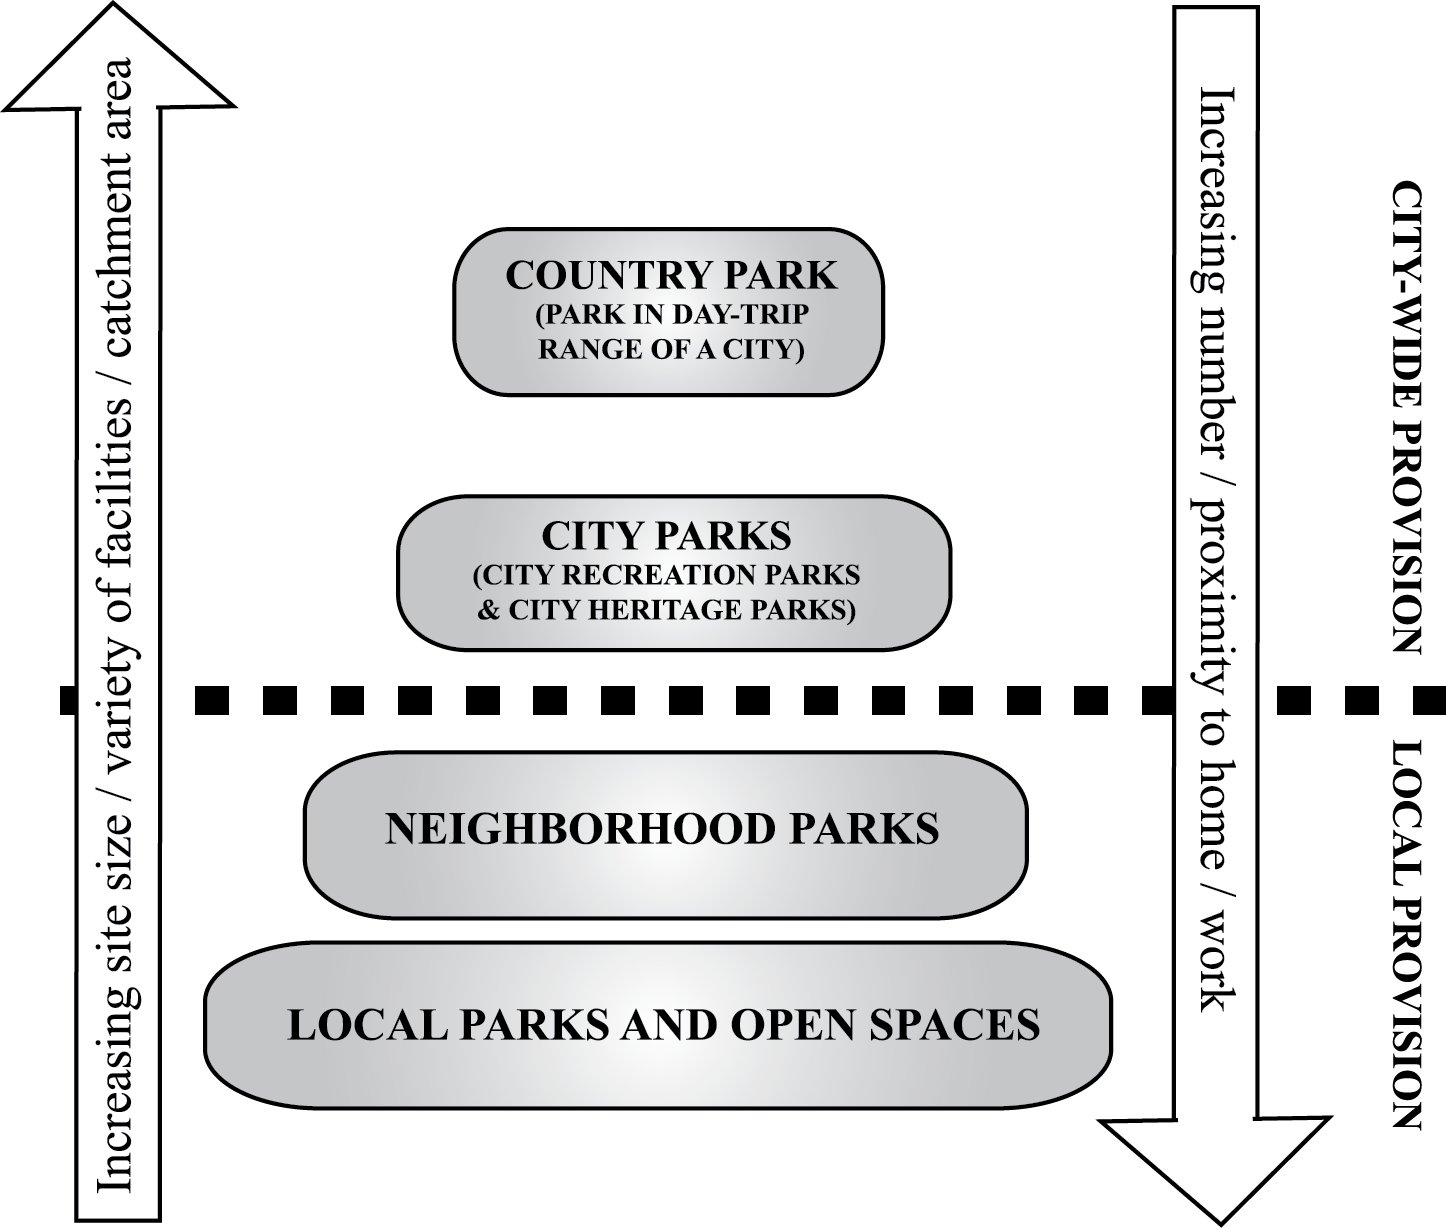 Increasing site size / variety of facilities / catchment area
COUNTRY PARK
(PARK IN DAY-TRIP
RANGE OF A CITY)
CITY PARKS
(CITY RECREATION PARKS
& CITY HERITAGE PARKS)
NEIGHBORHOOD PARKS
LOCAL PARKS AND OPEN SPACES
Increasing number / proximity to home / work
CITY-WIDE PROVISION
LOCAL PROVISION